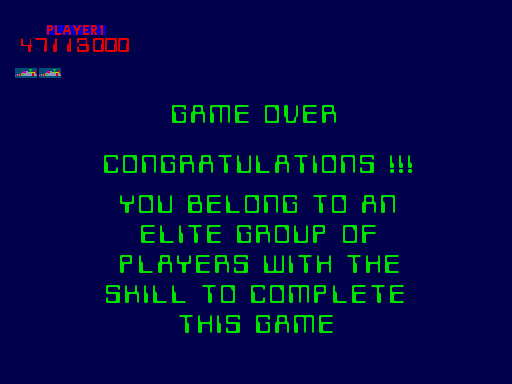 PLAYER1
47113000
GAME OVER
CONGRATULATIONS !!!
YOU BELONG TO AN
ELITE GROUP OF
PLAYERS WITH THE
SKILL TO COMPLETE
THIS GAME